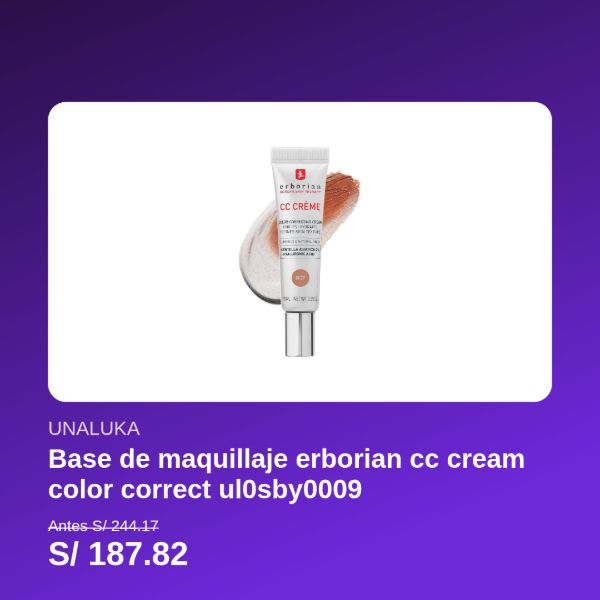 erborian
CC CRÈME
UNALUKA
Base de maquillaje erborian cc cream
color correct ul0sby0009
Antes S/ 244.17
S/ 187.82